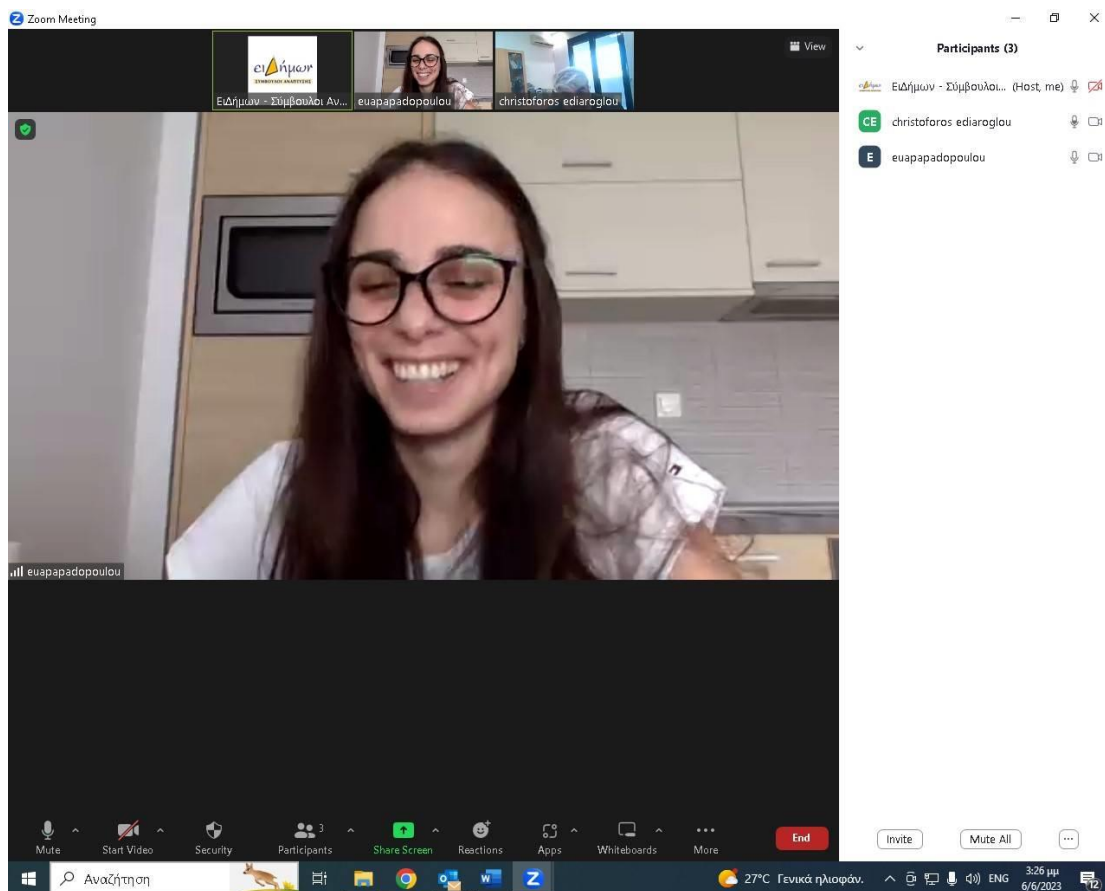 Zoom Meeting
ειΔήμων
ΣΥΜΒΟΥΛΟΙ ΑΝΑΠΤΥΞΗΣ
ΕιΔήμων - Σύμβουλοι Αν...
euapapadopoulou
christoforos ediaroglou
View
euapapadopoulou
Participants (3)
ΕιΔήμων - Σύμβουλοι... (Host, me)
CE christoforos ediaroglou
E euapapadopoulou
Mute
Start Video
Security
3
Participants
Share Screen
Reactions
Apps
Whiteboards
More
End
Invite
Mute All
Αναζήτηση
27°C Γενικά ηλιοφάν.
ENG
3:26 μμ
6/6/2023
12